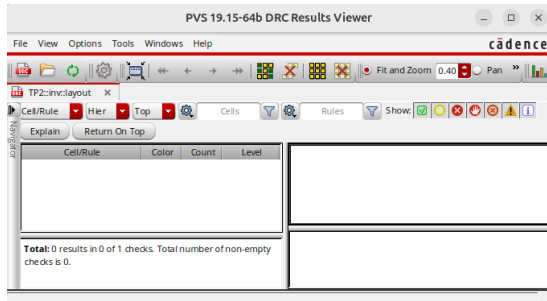 PVS 19.15-64b DRC Results Viewer
File View Options Tools Windows Help
cādence
Fit and Zoom 0.40 Pan »
TP2::inv:layout ×
Cell/Rule Hier Top Cells Rules Show:
Navigator
Explain Return On Top
Cell/Rule Color Count Level
Total: 0 results in 0 of 1 checks. Total number of non-empty
checks is 0.